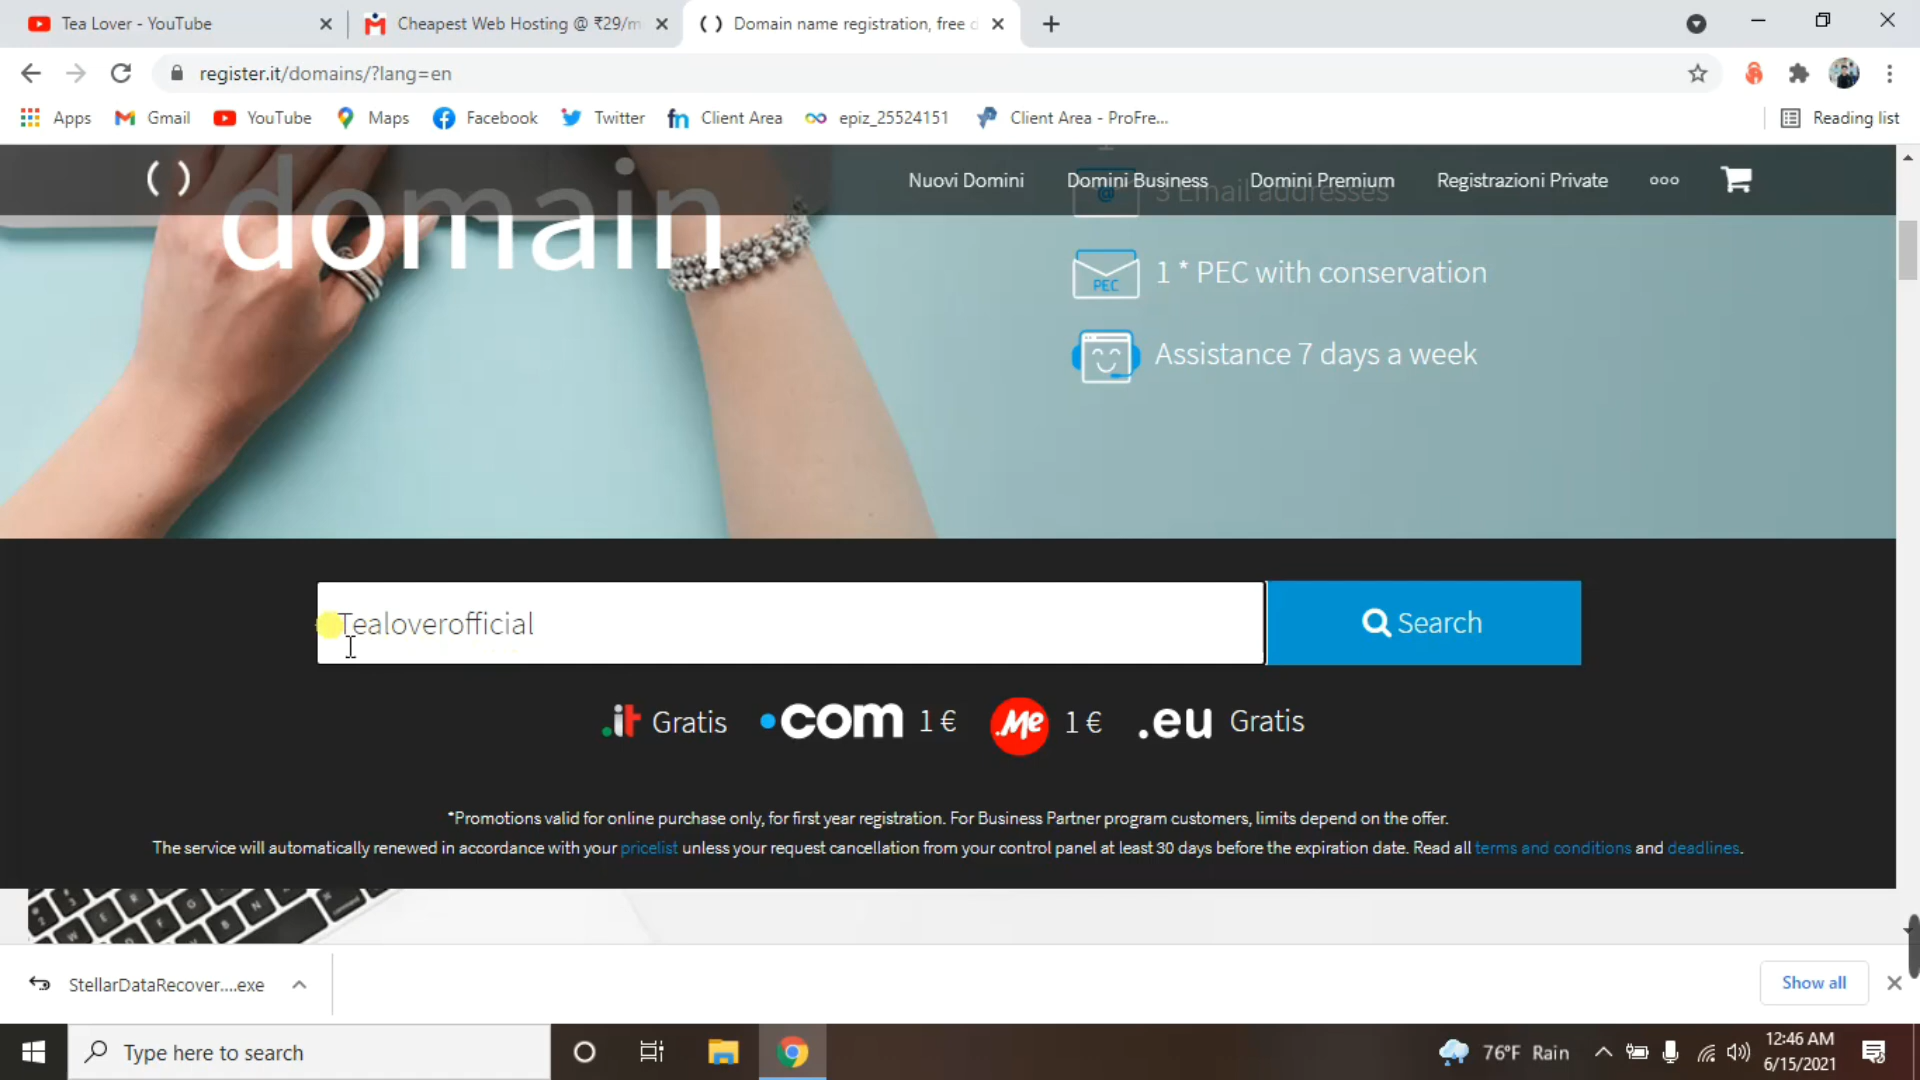 Tea Lover - YouTube
Cheapest Web Hosting @ ₹29/m
Domain name registration, free
register.it/domains/?lang=en
Apps
Gmail
YouTube
Maps
Facebook
Twitter
Client Area
epiz_25524151
Client Area - ProFre...
Reading list
domain
Nuovi Domini
Domini Business
Domini Premium
Registrazioni Private
3 Email addresses
PEC
1 * PEC with conservation
Assistance 7 days a week
Tealoverofficial
Search
.it Gratis
.com 1 €
.Me 1 €
.eu Gratis
*Promotions valid for online purchase only, for first year registration. For Business Partner program customers, limits depend on the offer.
The service will automatically renewed in accordance with your pricelist unless your request cancellation from your control panel at least 30 days before the expiration date. Read all terms and conditions and deadlines.
StellarDataRecover....exe
Show all
Type here to search
76°F Rain
12:46 AM
6/15/2021